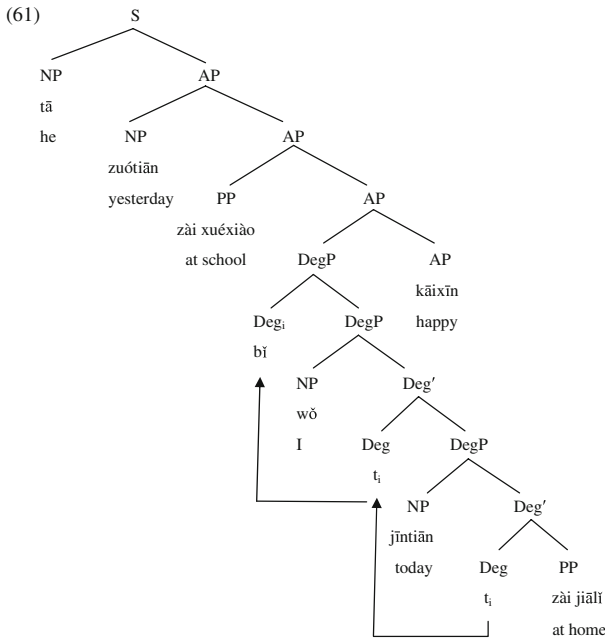 (61)
S
NP AP
tā
he NP AP
zuótiān
yesterday PP AP
zài xuéxiào
at school DegP AP
kāixīn
Degᵢ DegP happy
bǐ
NP Deg′
wǒ
I Deg DegP
tᵢ
NP Deg′
jīntiān
today Deg PP
tᵢ zài jiālǐ
at home